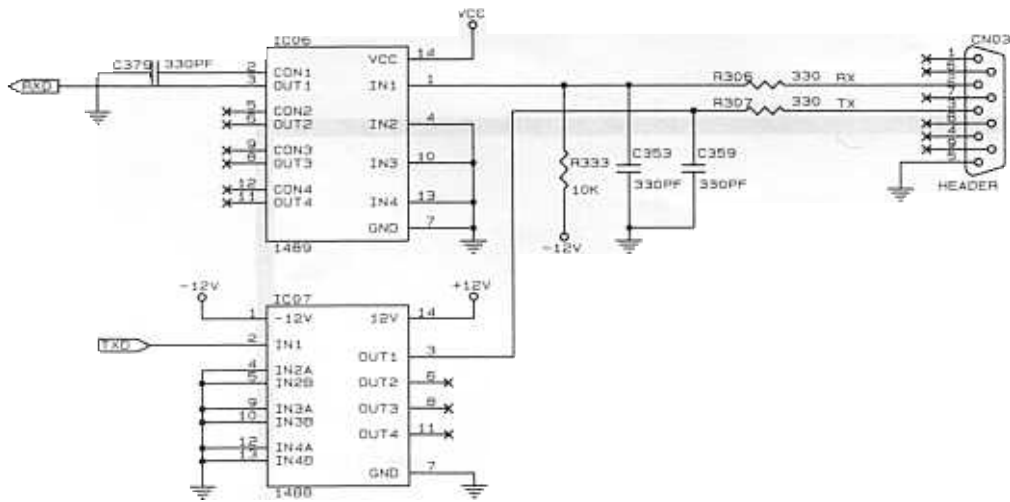 VCC
CN03
IC06
C379 330PF
2 CON1
3 OUT1
RXD
VCC 14
IN1 1
R306 330 RX
R307 330 TX
CON2
5 OUT2
IN2 4
CON3
OUT3
IN3 10
12 CON4
11 OUT4
IN4 13
GND 7
1489
R333
10K
-12V
C353
330PF
C359
330PF
HEADER
-12V
+12V
IC07
1 -12V
12V 14
TXD
2 IN1
OUT1 3
4 IN2A
5 IN2B
OUT2 6
9 IN3A
10 IN3B
OUT3 8
12 IN4A
13 IN4B
OUT4 11
GND 7
1488